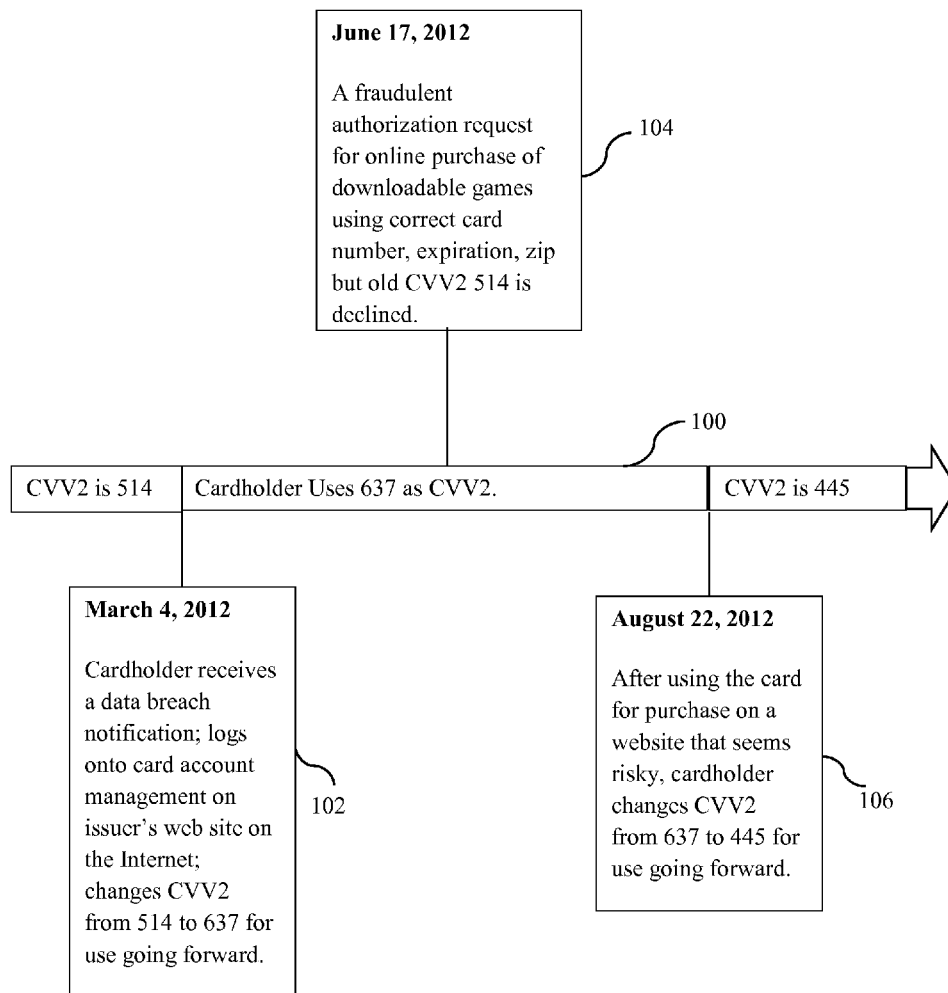 June 17, 2012
A fraudulent
authorization request
for online purchase of
downloadable games
using correct card
number, expiration, zip
but old CVV2 514 is
declined.
104
100
CVV2 is 514
Cardholder Uses 637 as CVV2.
CVV2 is 445
March 4, 2012
Cardholder receives
a data breach
notification; logs
onto card account
management on
issuer's web site on
the Internet;
changes CVV2
from 514 to 637 for
use going forward.
102
August 22, 2012
After using the card
for purchase on a
website that seems
risky, cardholder
changes CVV2
from 637 to 445 for
use going forward.
106